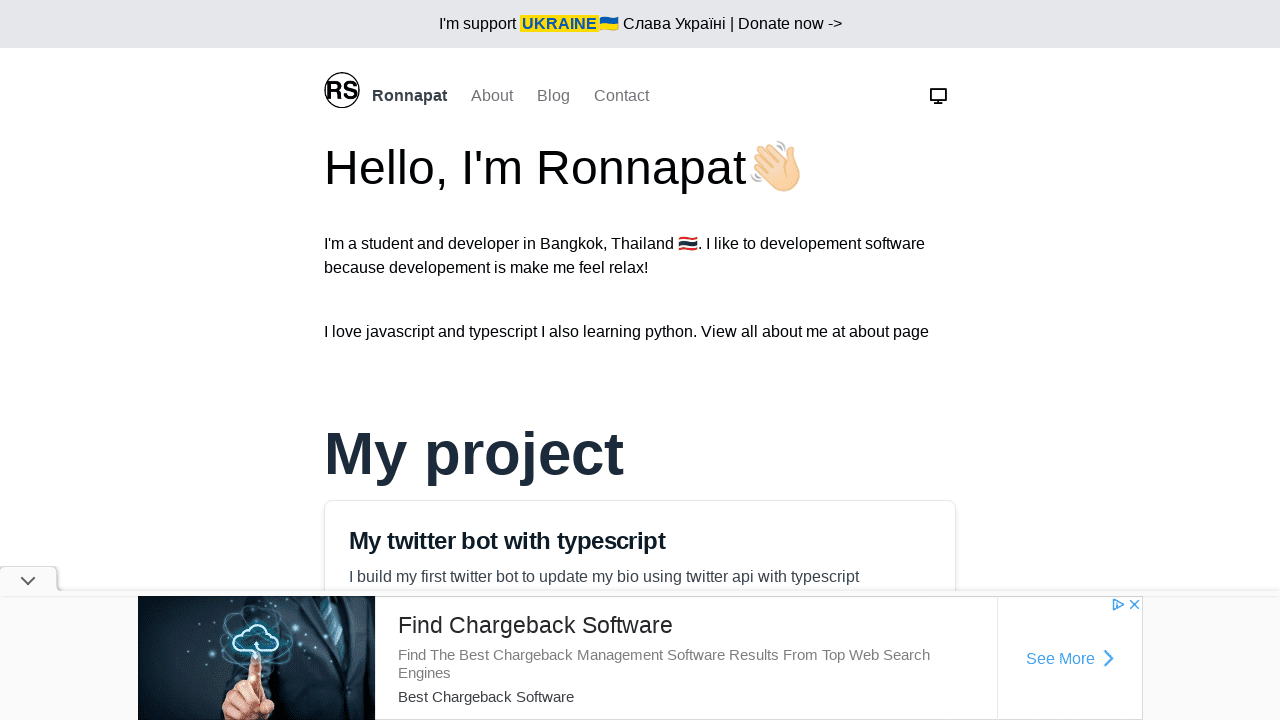 I'm support UKRAINE🇺🇦 Слава Україні | Donate now ->
RS
Ronnapat About Blog Contact
Hello, I'm Ronnapat👋🏻
I'm a student and developer in Bangkok, Thailand 🇹🇭. I like to developement software
because developement is make me feel relax!
I love javascript and typescript I also learning python. View all about me at about page
My project
My twitter bot with typescript
I build my first twitter bot to update my bio using twitter api with typescript
Find Chargeback Software
Find The Best Chargeback Management Software Results From Top Web Search
Engines
Best Chargeback Software
See More